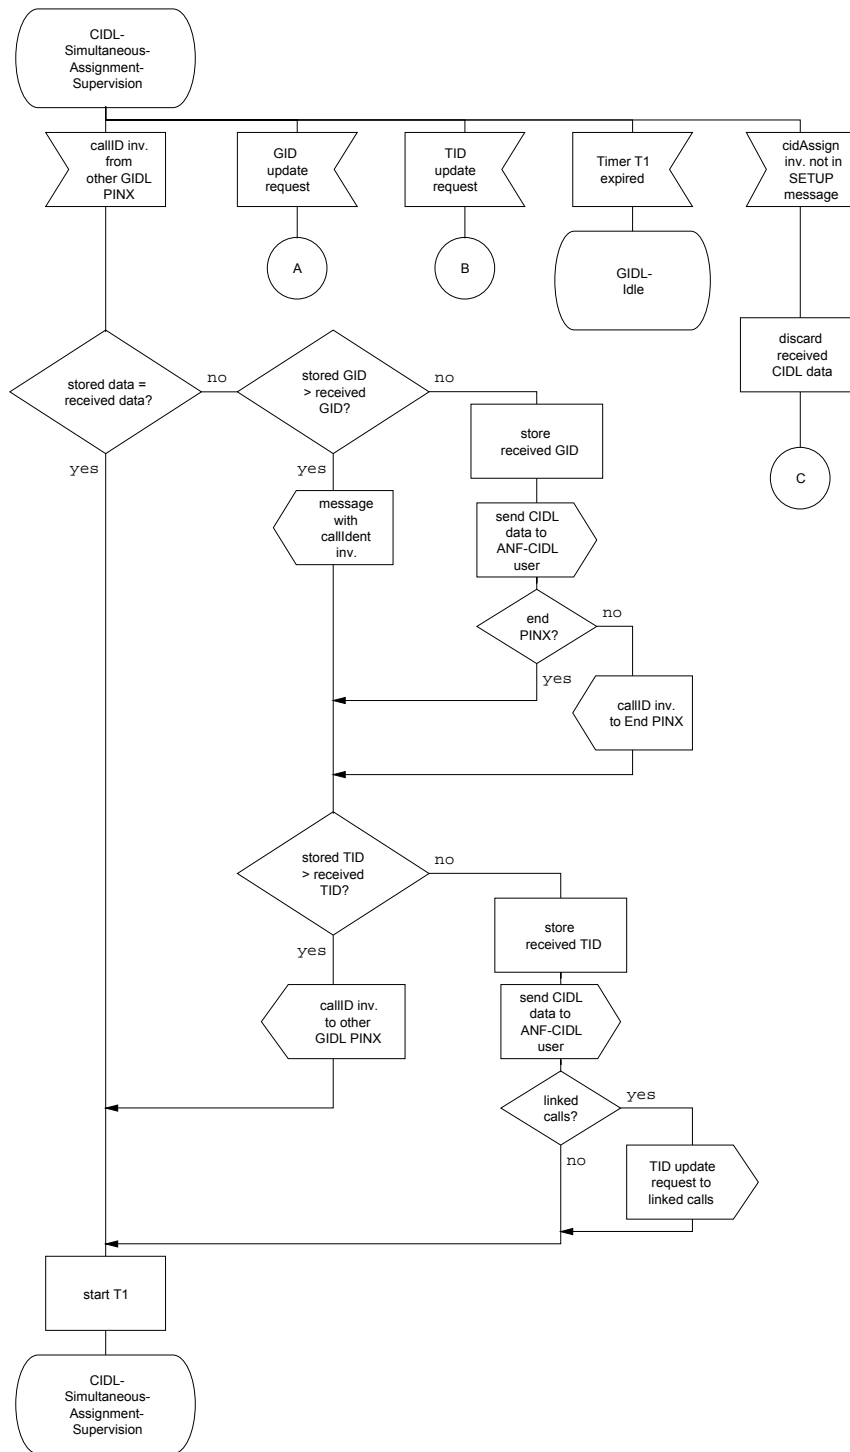 CIDL-
Simultaneous-
Assignment-
Supervision
callID inv.
from
other GIDL
PINX
GID
update
request
TID
update
request
Timer T1
expired
cidAssign
inv. not in
SETUP
message
A
B
GIDL-
Idle
discard
received
CIDL data
C
stored data =
received data?
no
yes
stored GID
> received
GID?
no
yes
store
received GID
message
with
callIdent
inv.
send CIDL
data to
ANF-CIDL
user
end
PINX?
no
yes
callID inv.
to End PINX
stored TID
> received
TID?
no
yes
store
received TID
callID inv.
to other
GIDL PINX
send CIDL
data to
ANF-CIDL
user
linked
calls?
yes
no
TID update
request to
linked calls
start T1
CIDL-
Simultaneous-
Assignment-
Supervision